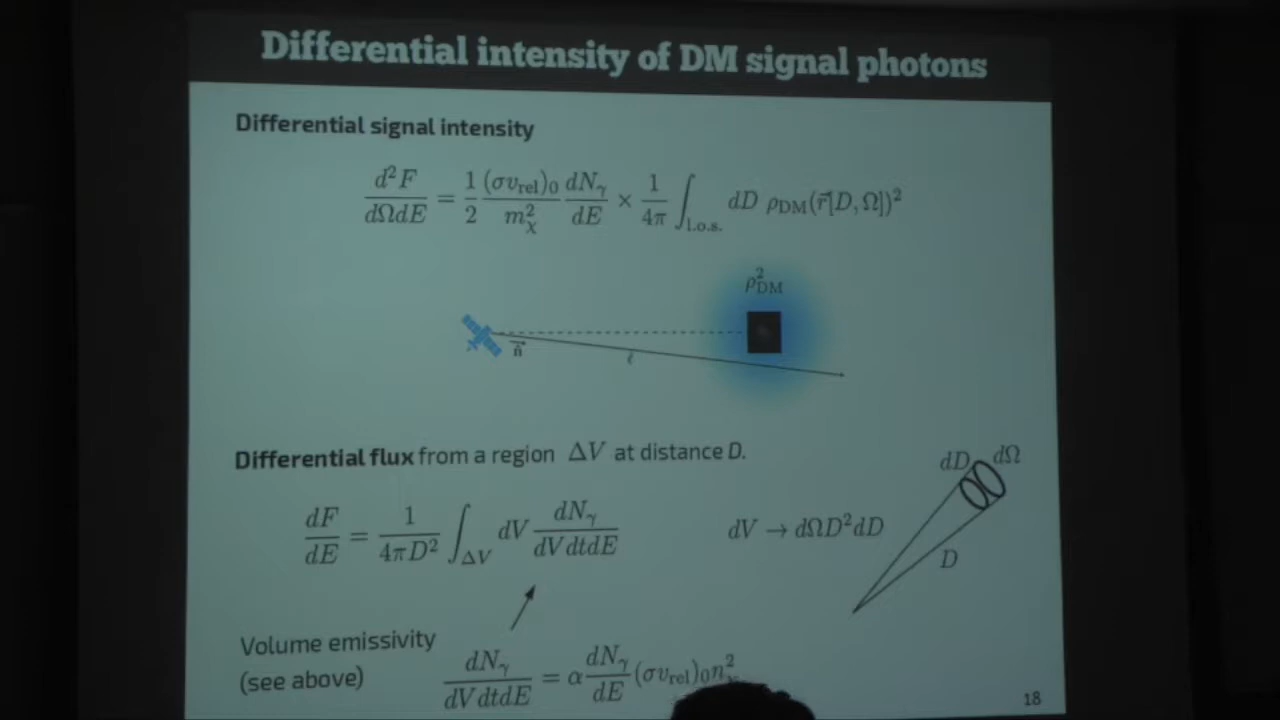 Differential intensity of DM signal photons
Differential signal intensity
d²F/dΩdE = 1/2 (σv_rel)₀/m_χ² dN_γ/dE × 1/4π ∫_l.o.s. dD ρ_DM(r⃗[D, Ω])²
ρ²_DM
n⃗
ℓ
Differential flux from a region ΔV at distance D.
dD dΩ
dF/dE = 1/4πD² ∫_ΔV dV dN_γ/dVdtdE
dV → dΩD²dD
D
Volume emissivity
(see above)
dN_γ/dVdtdE = α dN_γ/dE (σv_rel)₀n²
18